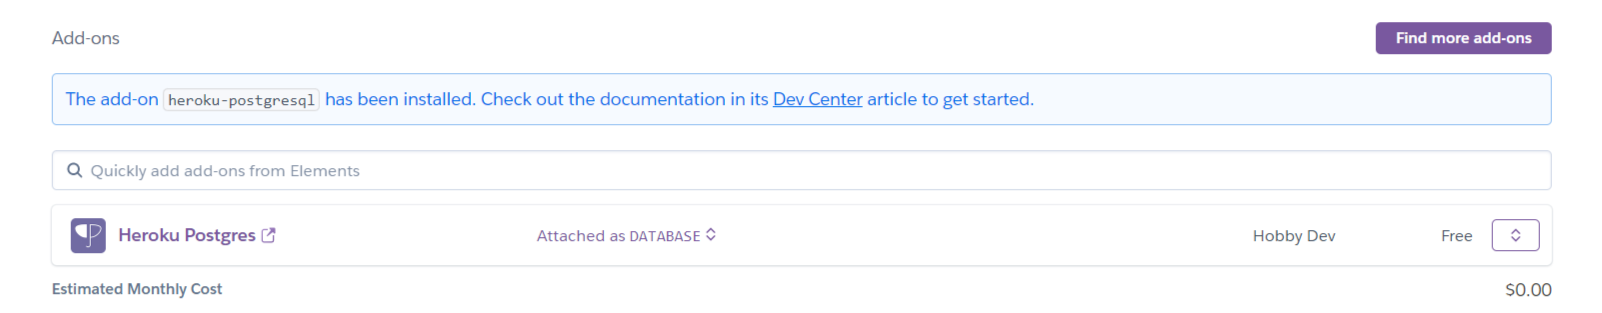 Add-ons
Find more add-ons
The add-on heroku-postgresql has been installed. Check out the documentation in its Dev Center article to get started.
Quickly add add-ons from Elements
Heroku Postgres Attached as DATABASE Hobby Dev Free
Estimated Monthly Cost $0.00